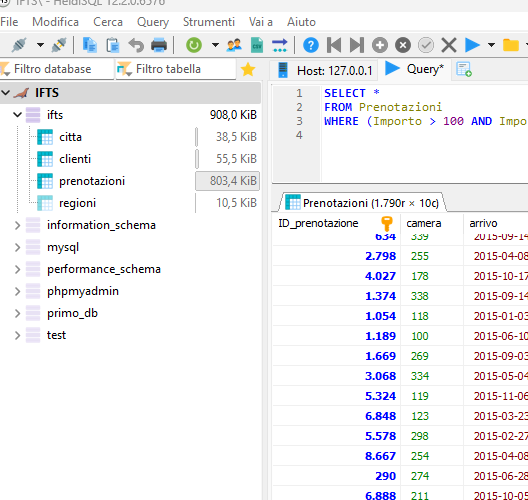 IFTS\ - HeidiSQL 12.2.0.6576
File Modifica Cerca Query Strumenti Vai a Aiuto
Filtro database Filtro tabella Host: 127.0.0.1 Query*
IFTS
ifts 908,0 KiB
citta 38,5 KiB
clienti 55,5 KiB
prenotazioni 803,4 KiB
regioni 10,5 KiB
information_schema
mysql
performance_schema
phpmyadmin
primo_db
test
1 SELECT *
2 FROM Prenotazioni
3 WHERE (Importo > 100 AND Impo
4
Prenotazioni (1.790r × 10c)
ID_prenotazione camera arrivo
634 339 2015-09-14
2.798 255 2015-04-08
4.027 178 2015-10-17
1.374 338 2015-09-14
1.054 118 2015-01-03
1.189 100 2015-06-10
1.669 269 2015-09-03
3.068 334 2015-05-04
5.324 119 2015-11-06
6.848 123 2015-03-23
5.578 298 2015-02-27
8.667 254 2015-04-08
290 274 2015-06-28
6.888 211 2015-10-05